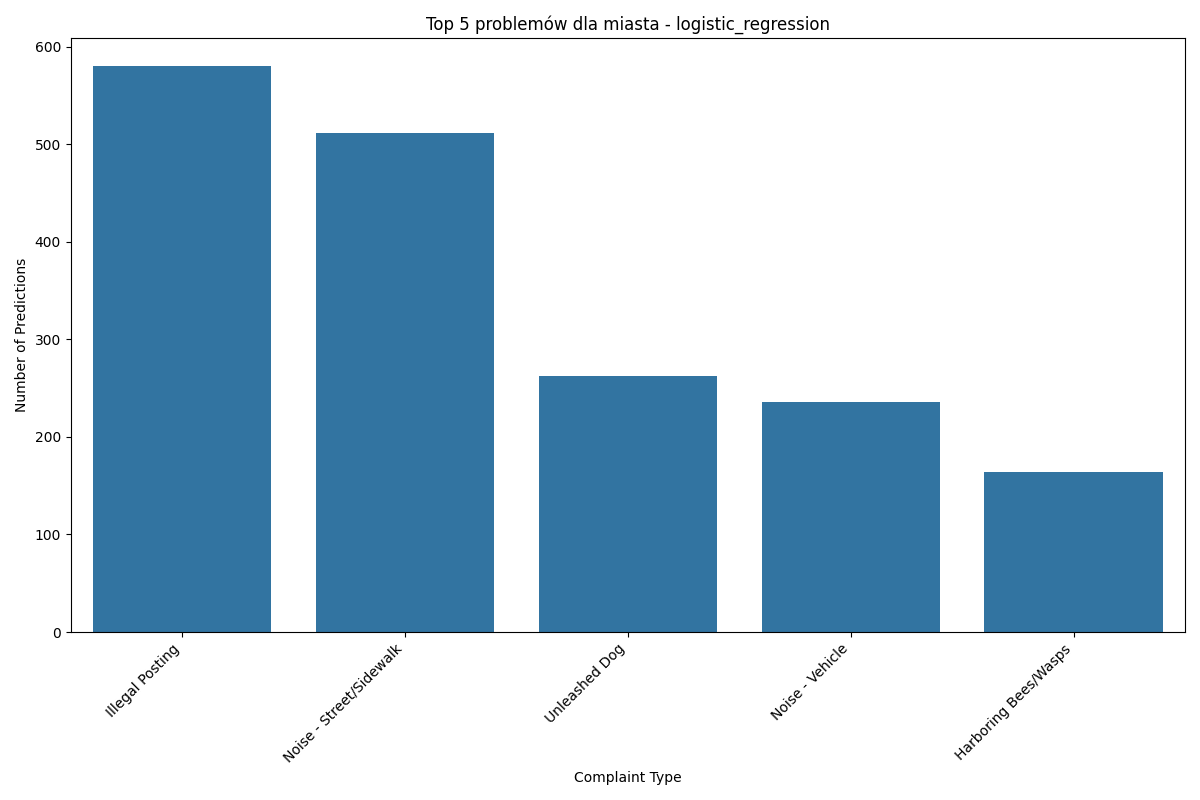 Top 5 problemów dla miasta - logistic_regression
Number of Predictions
600
500
400
300
200
100
0
Illegal Posting
Noise - Street/Sidewalk
Unleashed Dog
Noise - Vehicle
Harboring Bees/Wasps
Complaint Type